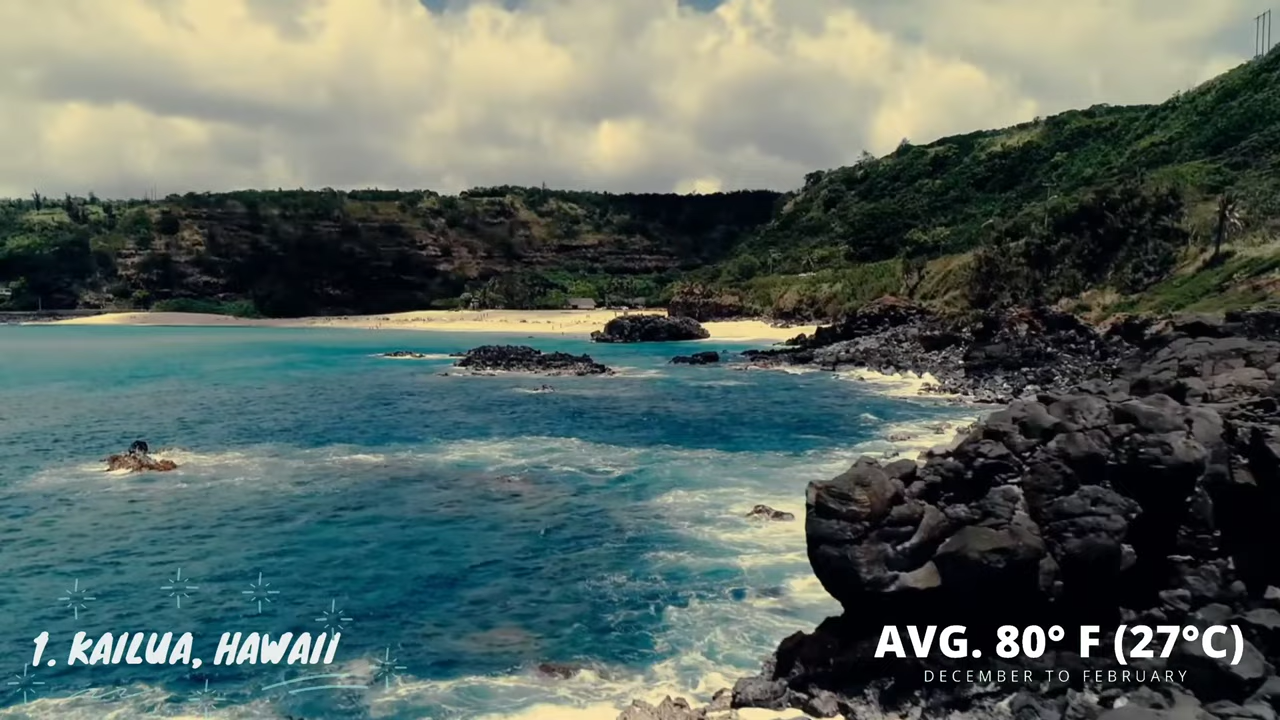 1. KAILUA, HAWAII
AVG. 80° F (27°C)
DECEMBER TO FEBRUARY